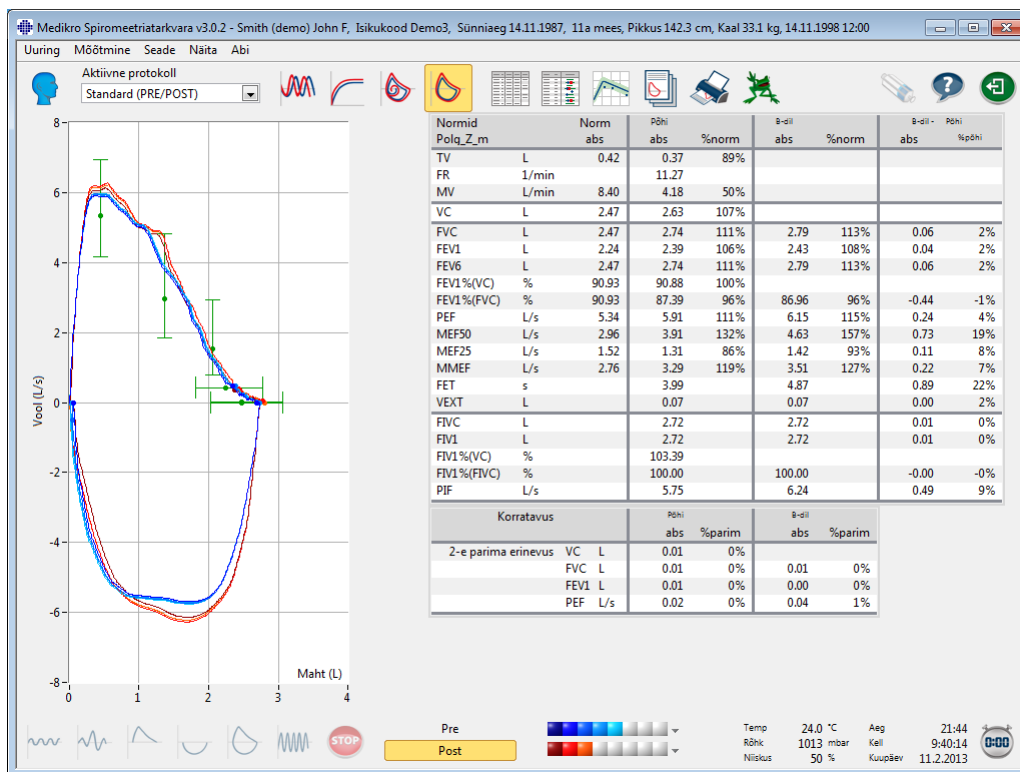 Medikro Spiromeetriatarkvara v3.0.2 - Smith (demo) John F, Isikukood Demo3, Sünniaeg 14.11.1987, 11a mees, Pikkus 142.3 cm, Kaal 33.1 kg, 14.11.1998 12:00
Uuring Mõõtmine Seade Näita Abi
Aktiivne protokoll
Standard (PRE/POST)
Normid Norm Põhi B-dil B-dil - Põhi
Polg_Z_m abs abs %norm abs %norm abs %põhi
TV L 0.42 0.37 89%
FR 1/min 11.27
MV L/min 8.40 4.18 50%
VC L 2.47 2.63 107%
FVC L 2.47 2.74 111% 2.79 113% 0.06 2%
FEV1 L 2.24 2.39 106% 2.43 108% 0.04 2%
FEV6 L 2.47 2.74 111% 2.79 113% 0.06 2%
FEV1%(VC) % 90.93 90.88 100%
FEV1%(FVC) % 90.93 87.39 96% 86.96 96% -0.44 -1%
PEF L/s 5.34 5.91 111% 6.15 115% 0.24 4%
MEF50 L/s 2.96 3.91 132% 4.63 157% 0.73 19%
MEF25 L/s 1.52 1.31 86% 1.42 93% 0.11 8%
MMEF L/s 2.76 3.29 119% 3.51 127% 0.22 7%
FET s 3.99 4.87 0.89 22%
VEXT L 0.07 0.07 0.00 2%
FIVC L 2.72 2.72 0.01 0%
FIV1 L 2.72 2.72 0.01 0%
FIV1%(VC) % 103.39
FIV1%(FIVC) % 100.00 100.00 -0.00 -0%
PIF L/s 5.75 6.24 0.49 9%
Korratavus Põhi B-dil
abs %parim abs %parim
2-e parima erinevus VC L 0.01 0%
FVC L 0.01 0% 0.01 0%
FEV1 L 0.01 0% 0.00 0%
PEF L/s 0.02 0% 0.04 1%
8
6
4
2
0
-2
-4
-6
-8
Vool (L/s)
Maht (L)
0 1 2 3 4
STOP
Pre
Post
Temp 24.0 °C Aeg 21:44
Rõhk 1013 mbar Kell 9:40:14
Niiskus 50 % Kuupäev 11.2.2013
0:00